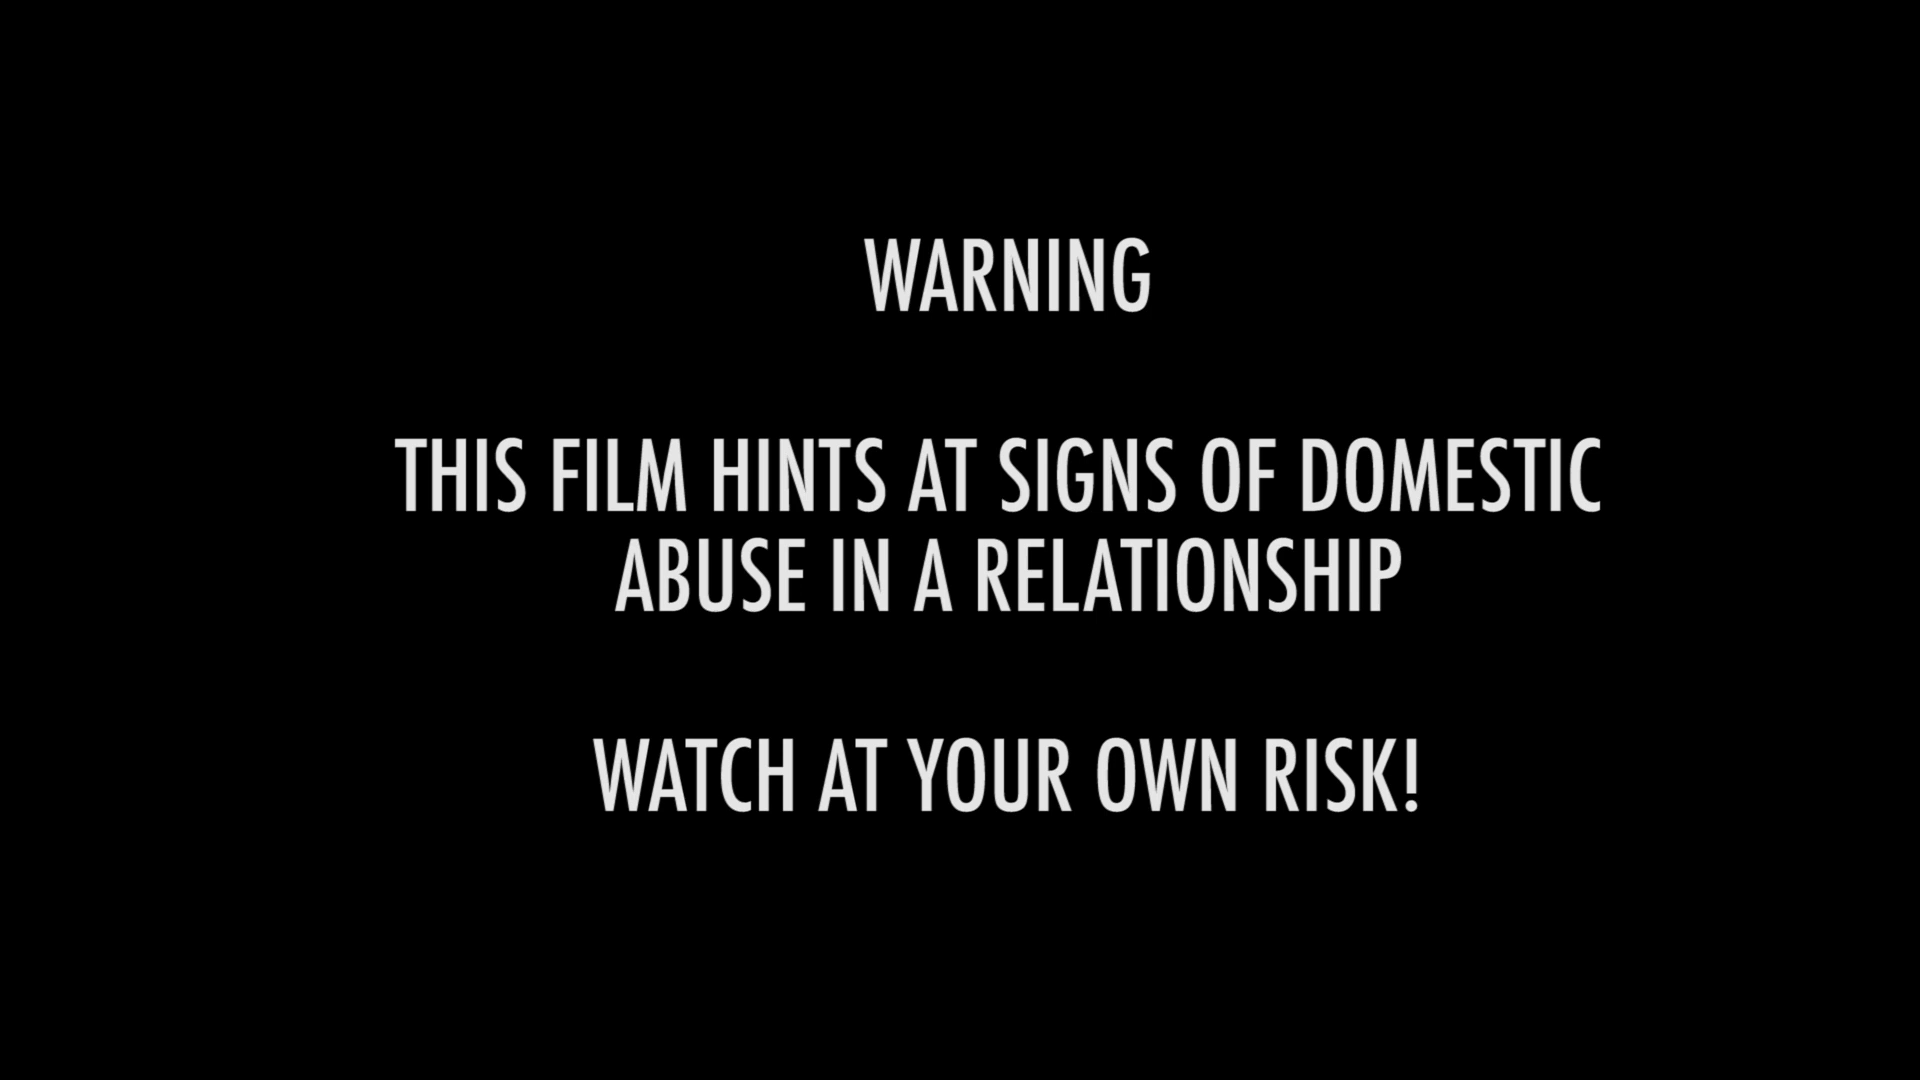 WARNING
THIS FILM HINTS AT SIGNS OF DOMESTIC
ABUSE IN A RELATIONSHIP
WATCH AT YOUR OWN RISK!